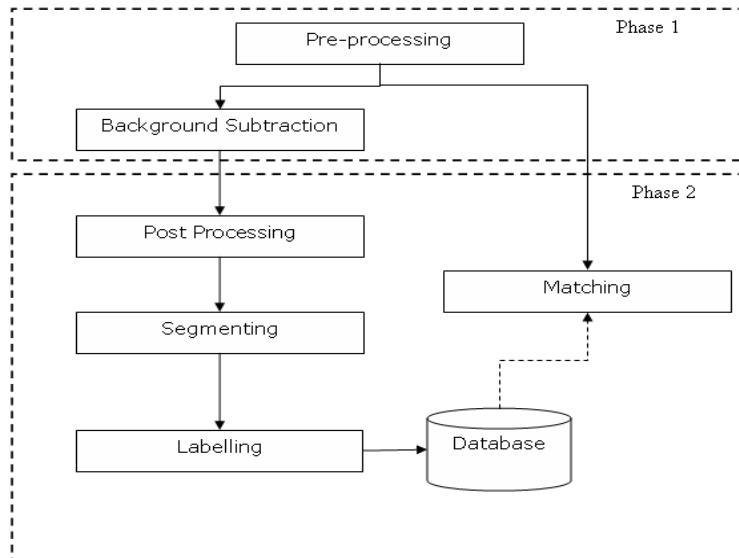 Phase 1
Pre-processing
Background Subtraction
Phase 2
Post Processing
Matching
Segmenting
Labelling
Database